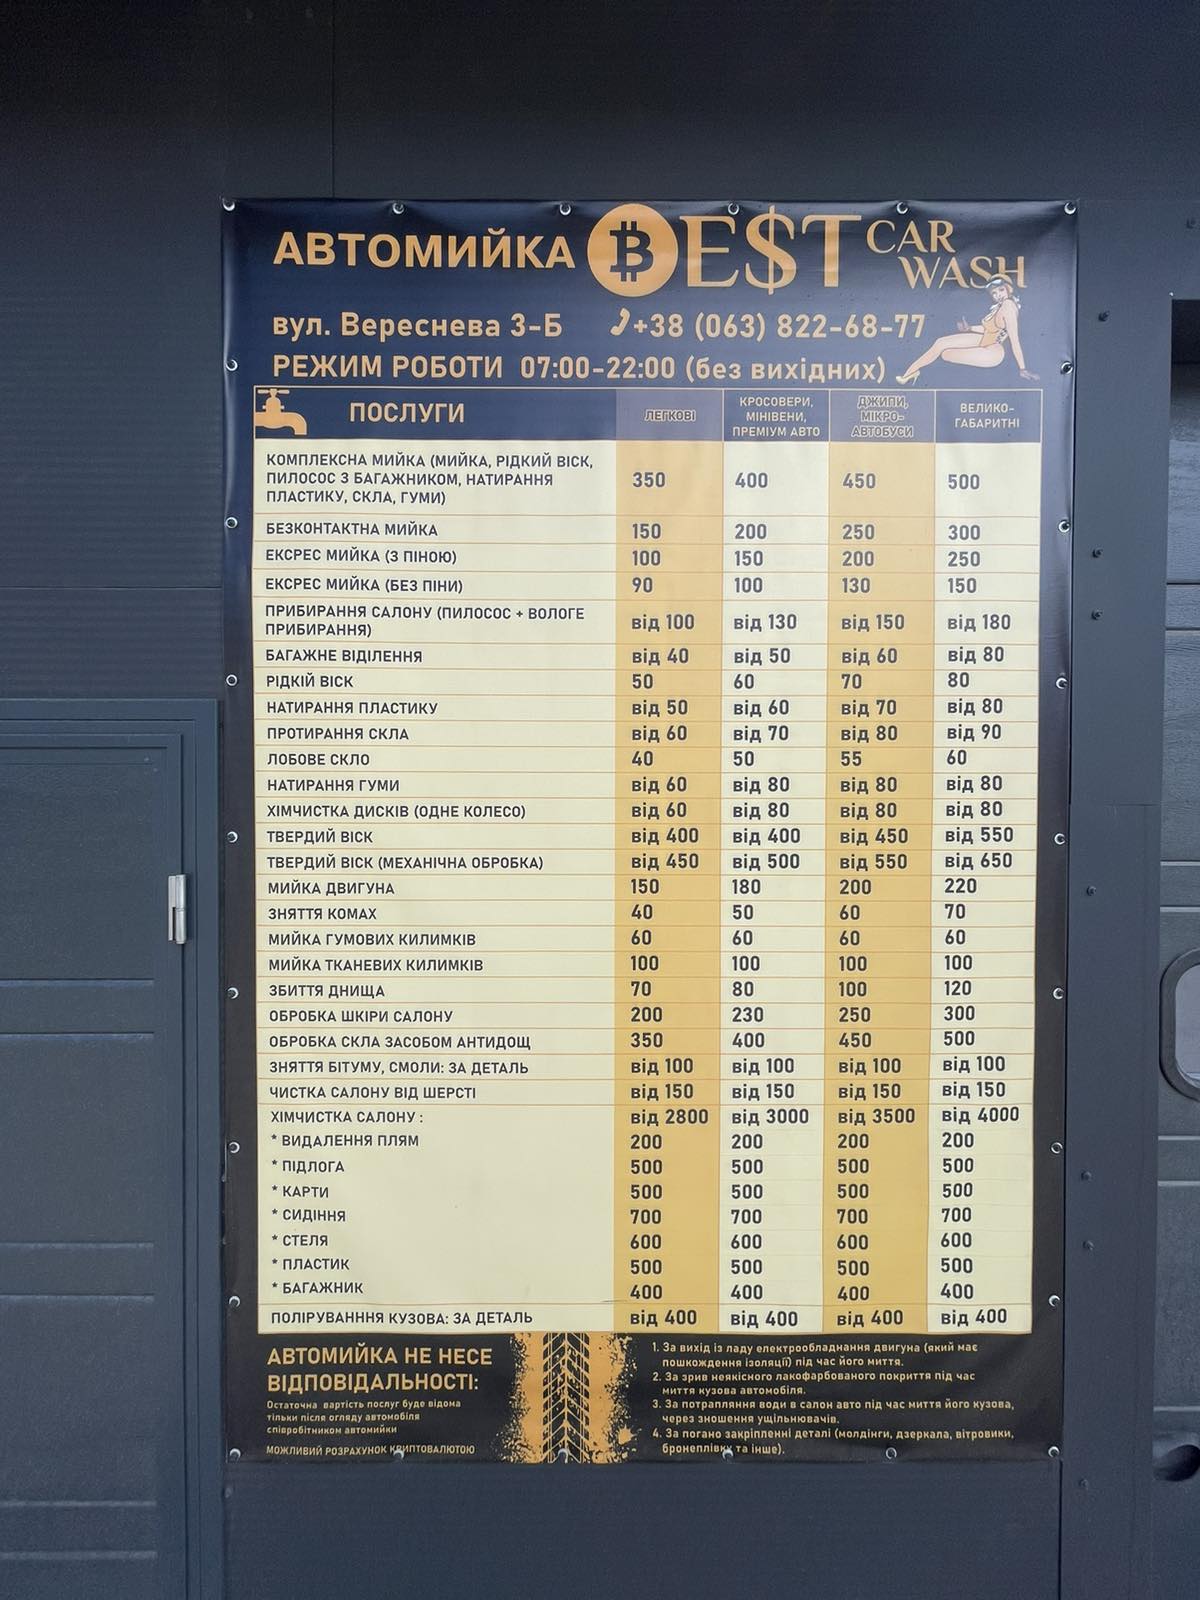 АВТОМИЙКА BE$T CAR WASH
вул. Вереснева 3-Б +38 (063) 822-68-77
РЕЖИМ РОБОТИ 07:00-22:00 (без вихідних)
ПОСЛУГИ ЛЕГКОВІ КРОСОВЕРИ, МІНІВЕНИ, ПРЕМІУМ АВТО ДЖИПИ, МІКРО-АВТОБУСИ ВЕЛИКО-ГАБАРИТНІ
КОМПЛЕКСНА МИЙКА (МИЙКА, РІДКИЙ ВІСК,
ПИЛОСОС З БАГАЖНИКОМ, НАТИРАННЯ
ПЛАСТИКУ, СКЛА, ГУМИ) 350 400 450 500
БЕЗКОНТАКТНА МИЙКА 150 200 250 300
ЕКСРЕС МИЙКА (З ПІНОЮ) 100 150 200 250
ЕКСРЕС МИЙКА (БЕЗ ПІНИ) 90 100 130 150
ПРИБИРАННЯ САЛОНУ (ПИЛОСОС + ВОЛОГЕ
ПРИБИРАННЯ) від 100 від 130 від 150 від 180
БАГАЖНЕ ВІДІЛЕННЯ від 40 від 50 від 60 від 80
РІДКІЙ ВІСК 50 60 70 80
НАТИРАННЯ ПЛАСТИКУ від 50 від 60 від 70 від 80
ПРОТИРАННЯ СКЛА від 60 від 70 від 80 від 90
ЛОБОВЕ СКЛО 40 50 55 60
НАТИРАННЯ ГУМИ від 60 від 80 від 80 від 80
ХІМЧИСТКА ДИСКІВ (ОДНЕ КОЛЕСО) від 60 від 80 від 80 від 80
ТВЕРДИЙ ВІСК від 400 від 400 від 450 від 550
ТВЕРДИЙ ВІСК (МЕХАНІЧНА ОБРОБКА) від 450 від 500 від 550 від 650
МИЙКА ДВИГУНА 150 180 200 220
ЗНЯТТЯ КОМАХ 40 50 60 70
МИЙКА ГУМОВИХ КИЛИМКІВ 60 60 60 60
МИЙКА ТКАНЕВИХ КИЛИМКІВ 100 100 100 100
ЗБИТТЯ ДНИЩА 70 80 100 120
ОБРОБКА ШКІРИ САЛОНУ 200 230 250 300
ОБРОБКА СКЛА ЗАСОБОМ АНТИДОЩ 350 400 450 500
ЗНЯТТЯ БІТУМУ, СМОЛИ: ЗА ДЕТАЛЬ від 100 від 100 від 100 від 100
ЧИСТКА САЛОНУ ВІД ШЕРСТІ від 150 від 150 від 150 від 150
ХІМЧИСТКА САЛОНУ : від 2800 від 3000 від 3500 від 4000
* ВИДАЛЕННЯ ПЛЯМ 200 200 200 200
* ПІДЛОГА 500 500 500 500
* КАРТИ 500 500 500 500
* СИДІННЯ 700 700 700 700
* СТЕЛЯ 600 600 600 600
* ПЛАСТИК 500 500 500 500
* БАГАЖНИК 400 400 400 400
ПОЛІРУВАНННЯ КУЗОВА: ЗА ДЕТАЛЬ від 400 від 400 від 400 від 400
АВТОМИЙКА НЕ НЕСЕ
ВІДПОВІДАЛЬНОСТІ:
Остаточна вартість послуг буде відома
тільки після огляду автомобіля
співробітником автомийки
МОЖЛИВИЙ РОЗРАХУНОК КРИПТОВАЛЮТОЮ
1. За вихід із ладу електрообладнання двигуна (який має
пошкождення ізоляції) під час його миття.
2. За зрив неякісного лакофарбованого покриття під час
миття кузова автомобіля.
3. За потрапляння води в салон авто під час миття його кузова,
через зношення ущільнювачів.
4. За погано закріпленні деталі (молдінги, дзеркала, вітровики,
бронеплівку та інше).